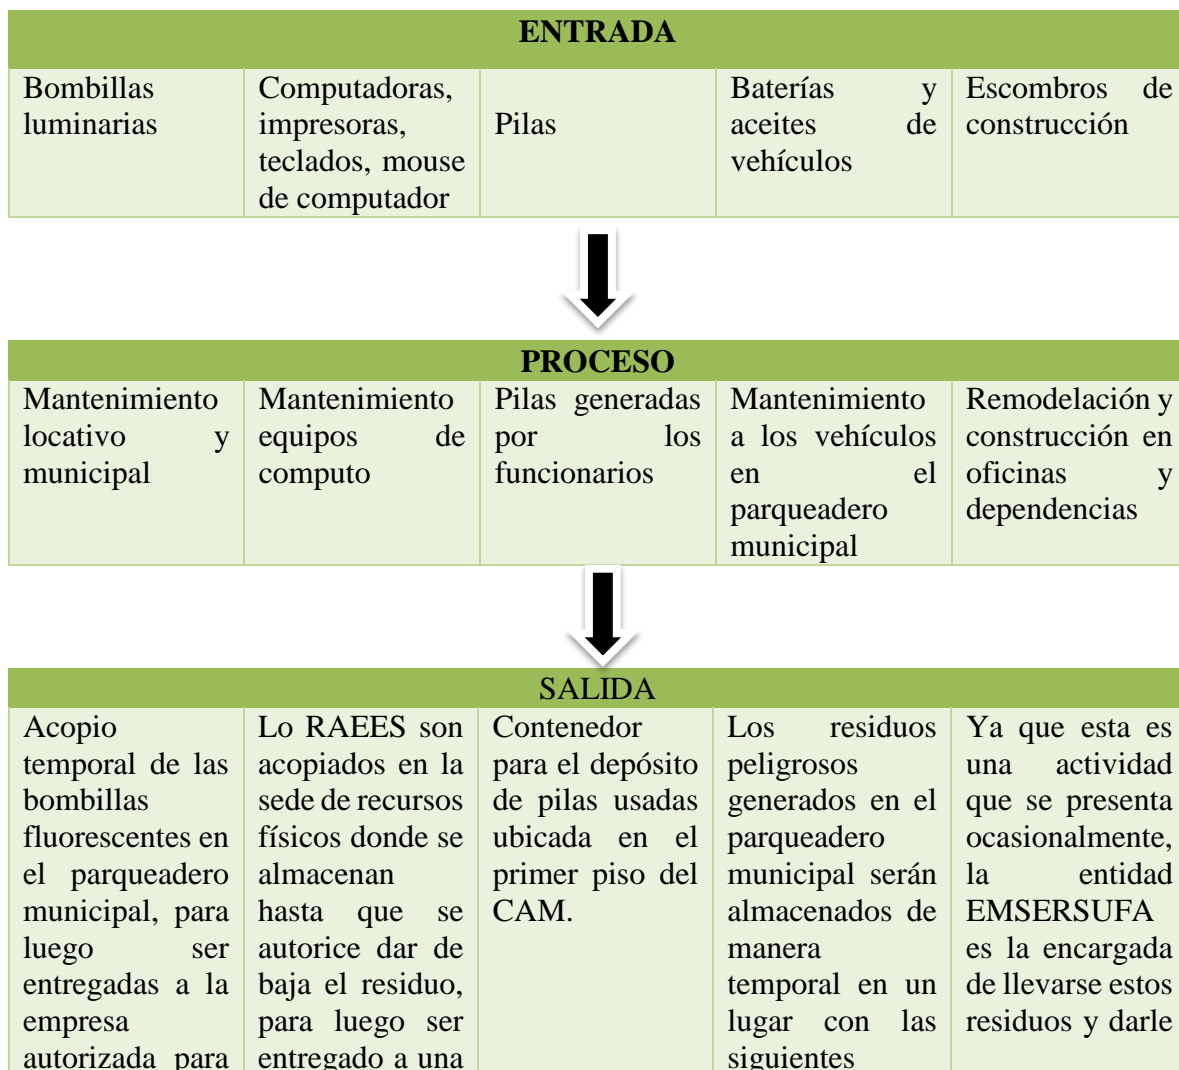 ENTRADA
Bombillas
luminarias
Computadoras,
impresoras,
teclados, mouse
de computador
Pilas
Baterías y
aceites de
vehículos
Escombros de
construcción
PROCESO
Mantenimiento
locativo y
municipal
Mantenimiento
equipos de
computo
Pilas generadas
por los
funcionarios
Mantenimiento
a los vehículos
en el
parqueadero
municipal
Remodelación y
construcción en
oficinas y
dependencias
SALIDA
Acopio
temporal de las
bombillas
fluorescentes en
el parqueadero
municipal, para
luego ser
entregadas a la
empresa
autorizada para
Lo RAEES son
acopiados en la
sede de recursos
físicos donde se
almacenan
hasta que se
autorice dar de
baja el residuo,
para luego ser
entregado a una
Contenedor
para el depósito
de pilas usadas
ubicada en el
primer piso del
CAM.
Los residuos
peligrosos
generados en el
parqueadero
municipal serán
almacenados de
manera
temporal en un
lugar con las
siguientes
Ya que esta es
una actividad
que se presenta
ocasionalmente,
la entidad
EMSERSUFA
es la encargada
de llevarse estos
residuos y darle